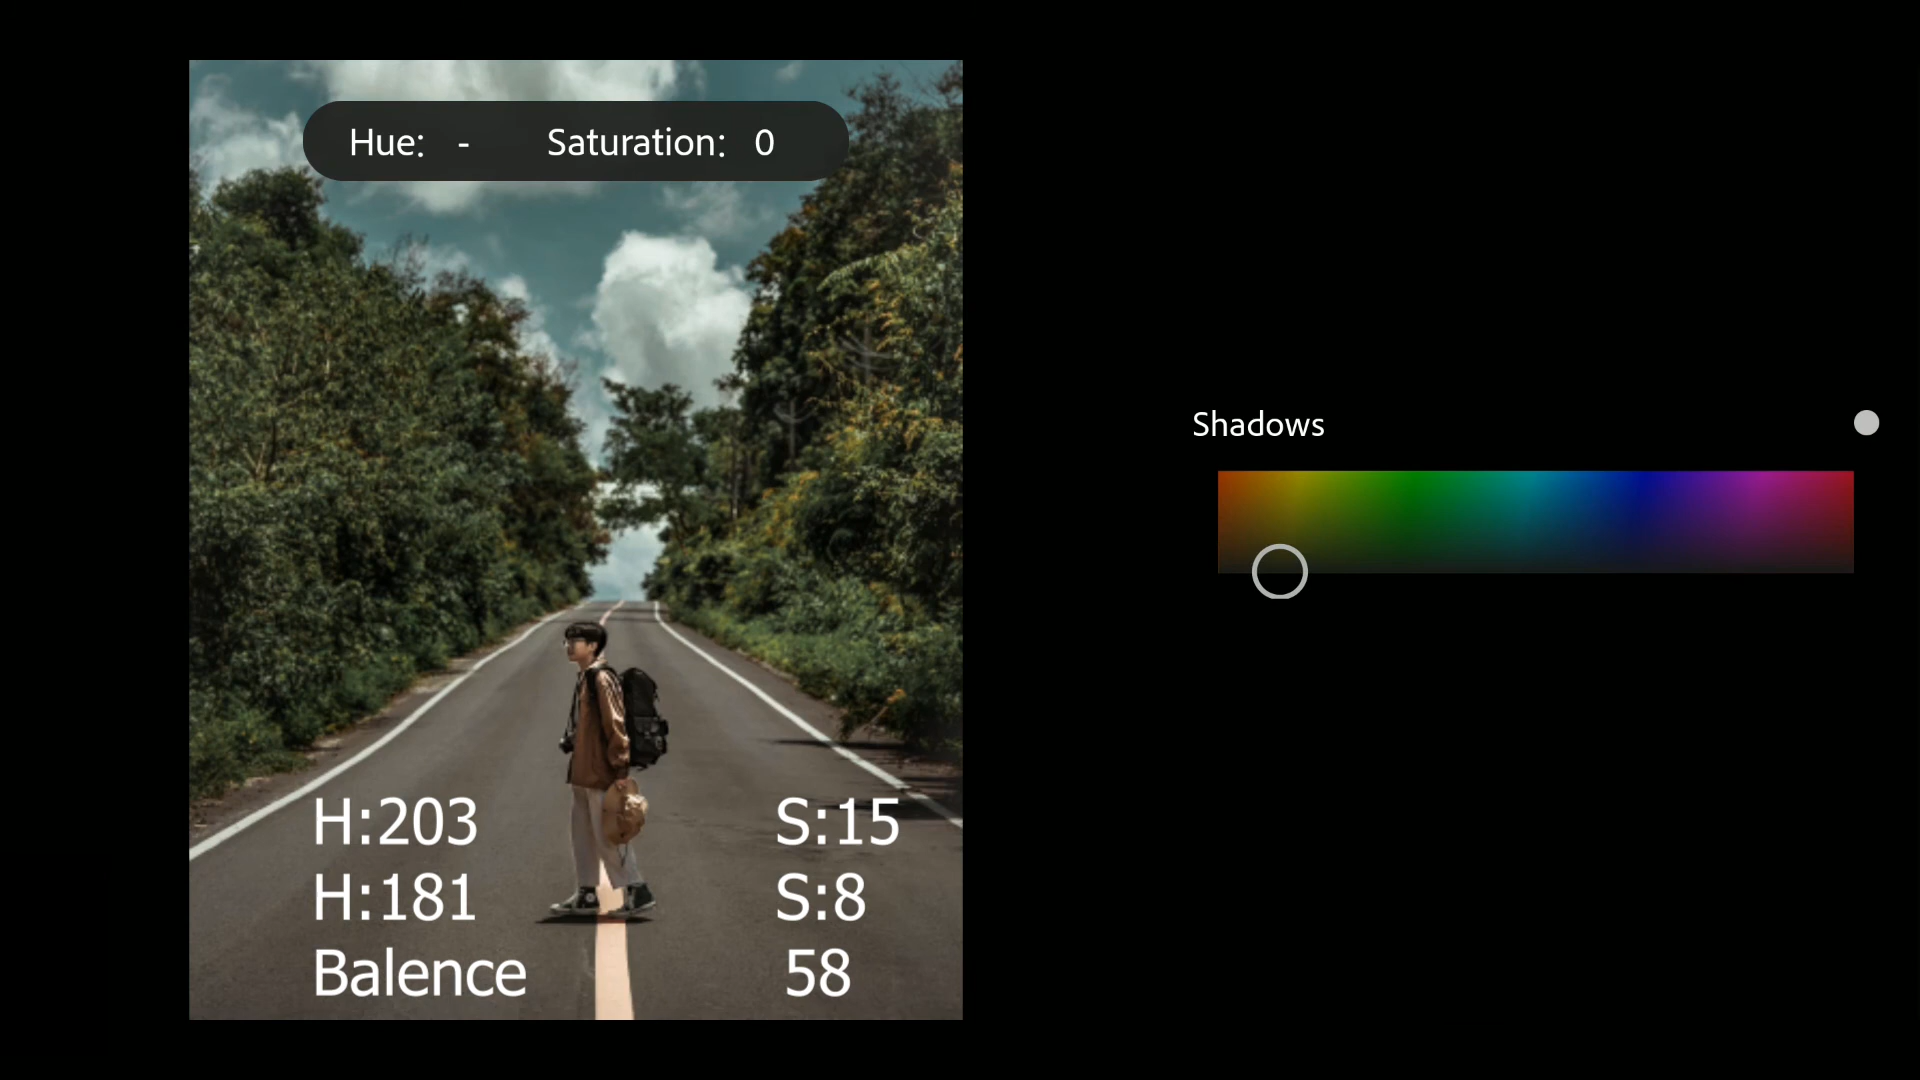 Hue: - Saturation: 0
Shadows
H:203 S:15
H:181 S:8
Balence 58